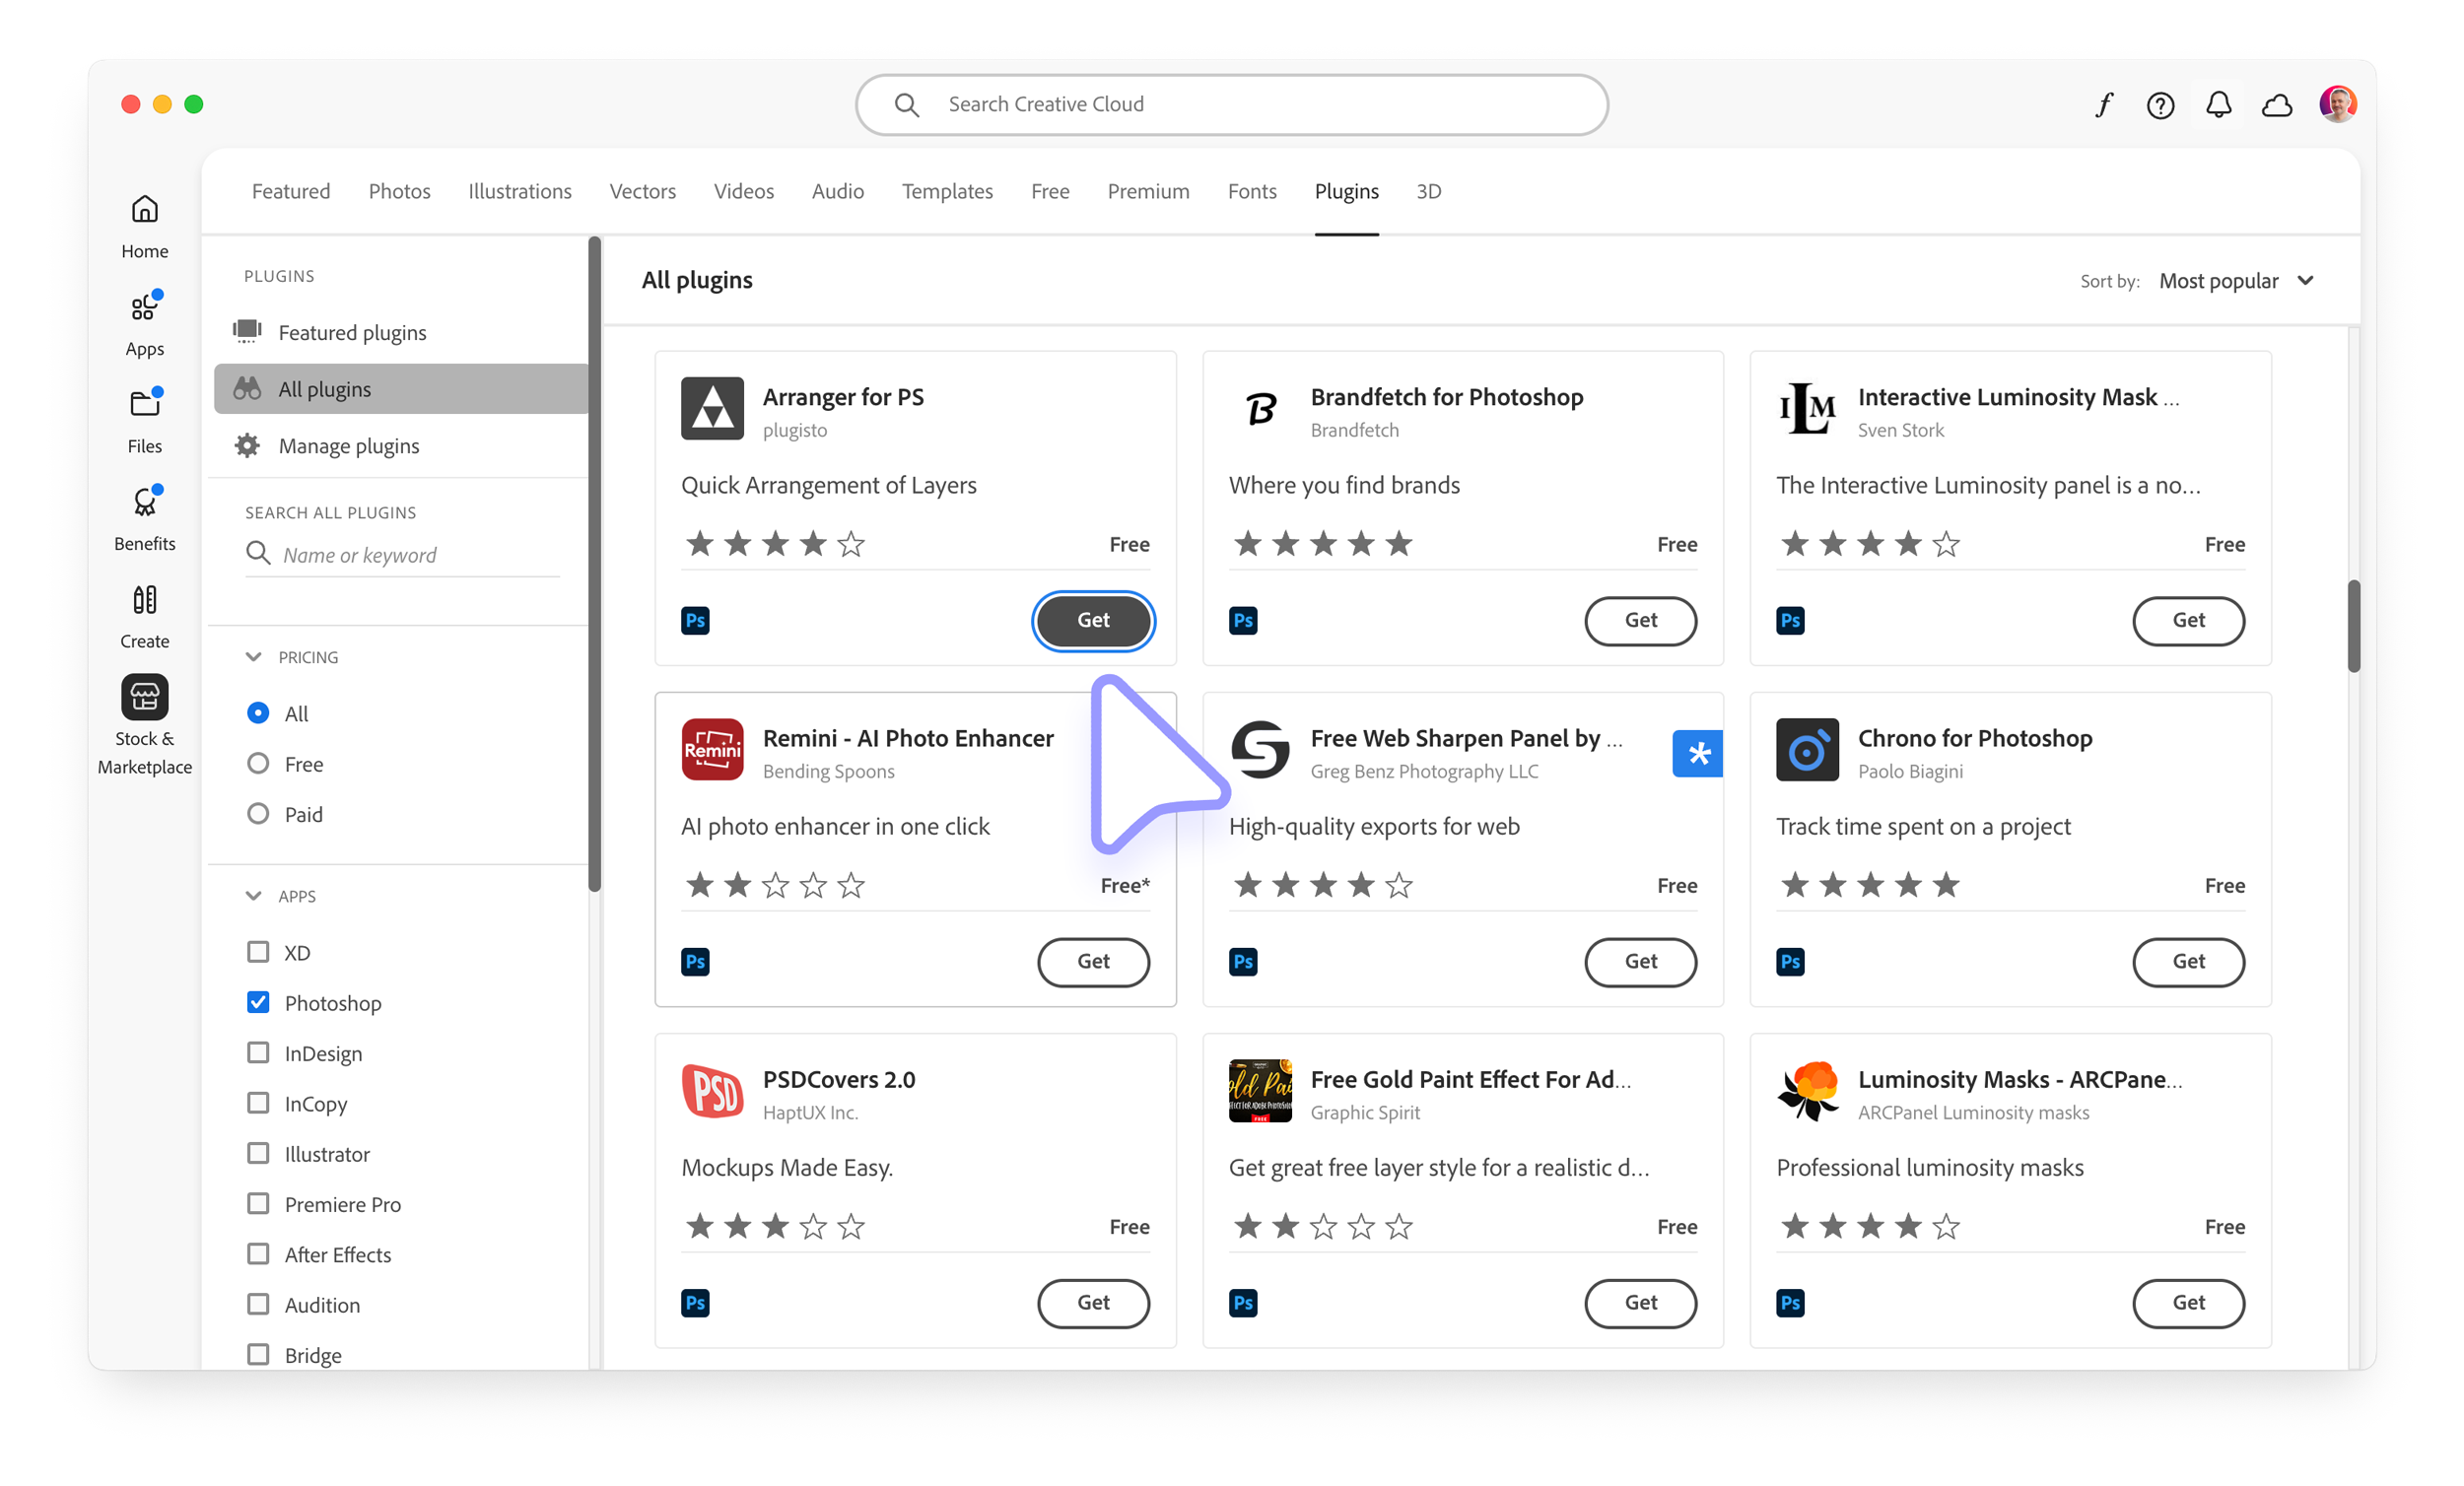 Search Creative Cloud
Featured Photos Illustrations Vectors Videos Audio Templates Free Premium Fonts Plugins 3D
Home
Apps
Files
Benefits
Create
Stock &
Marketplace
PLUGINS
Featured plugins
All plugins
Manage plugins
SEARCH ALL PLUGINS
Name or keyword
PRICING
All
Free
Paid
APPS
XD
Photoshop
InDesign
InCopy
Illustrator
Premiere Pro
After Effects
Audition
Bridge
All plugins
Sort by: Most popular
Arranger for PS
plugisto
Quick Arrangement of Layers
Free
Ps Get
B
Brandfetch for Photoshop
Brandfetch
Where you find brands
Free
Ps Get
ILM
Interactive Luminosity Mask ...
Sven Stork
The Interactive Luminosity panel is a no...
Free
Ps Get
Remini
Remini - AI Photo Enhancer
Bending Spoons
AI photo enhancer in one click
Free*
Ps Get
Free Web Sharpen Panel by ...
Greg Benz Photography LLC
*
High-quality exports for web
Free
Ps Get
Chrono for Photoshop
Paolo Biagini
Track time spent on a project
Free
Ps Get
PSD
PSDCovers 2.0
HaptUX Inc.
Mockups Made Easy.
Free
Ps Get
old Pai
FREE
Free Gold Paint Effect For Ad...
Graphic Spirit
Get great free layer style for a realistic d...
Free
Ps Get
Luminosity Masks - ARCPane...
ARCPanel Luminosity masks
Professional luminosity masks
Free
Ps Get